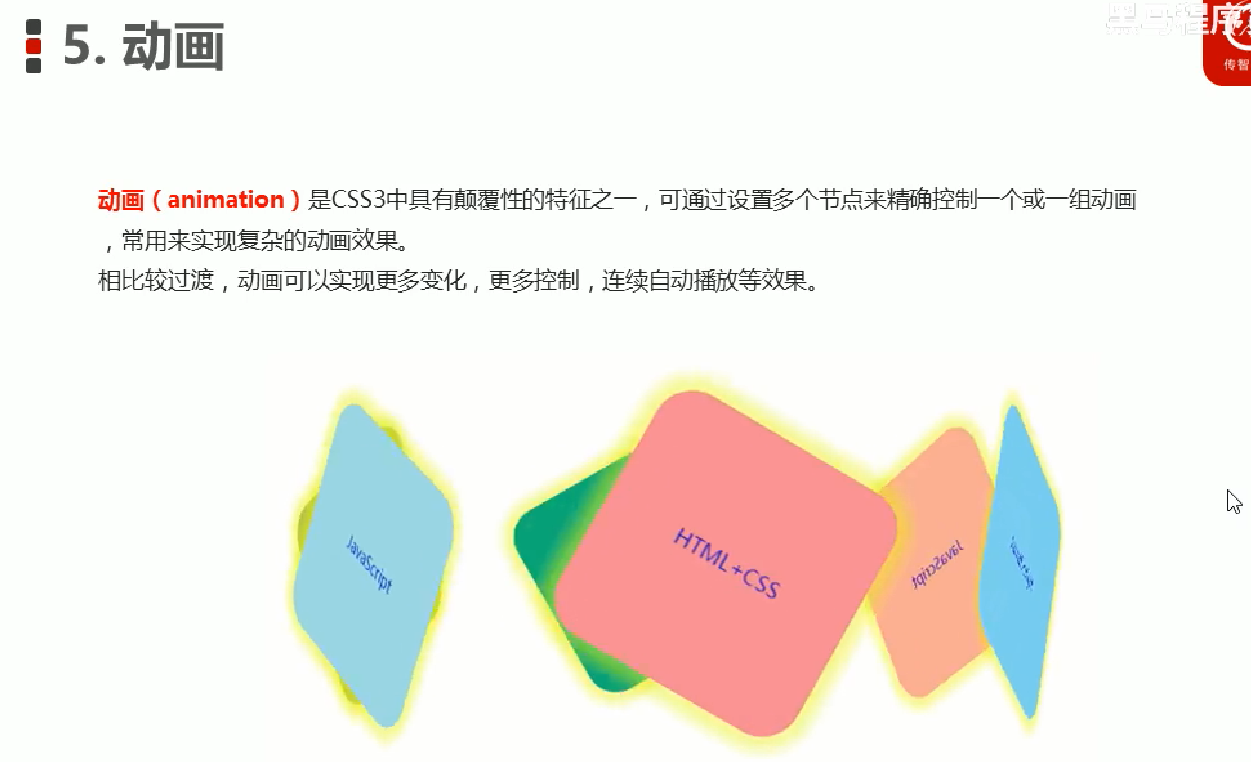 黑马程序
传智
5. 动画
动画（animation）是CSS3中具有颠覆性的特征之一，可通过设置多个节点来精确控制一个或一组动画
，常用来实现复杂的动画效果。
相比较过渡，动画可以实现更多变化，更多控制，连续自动播放等效果。
JavaScript
HTML+CSS
JavaScript